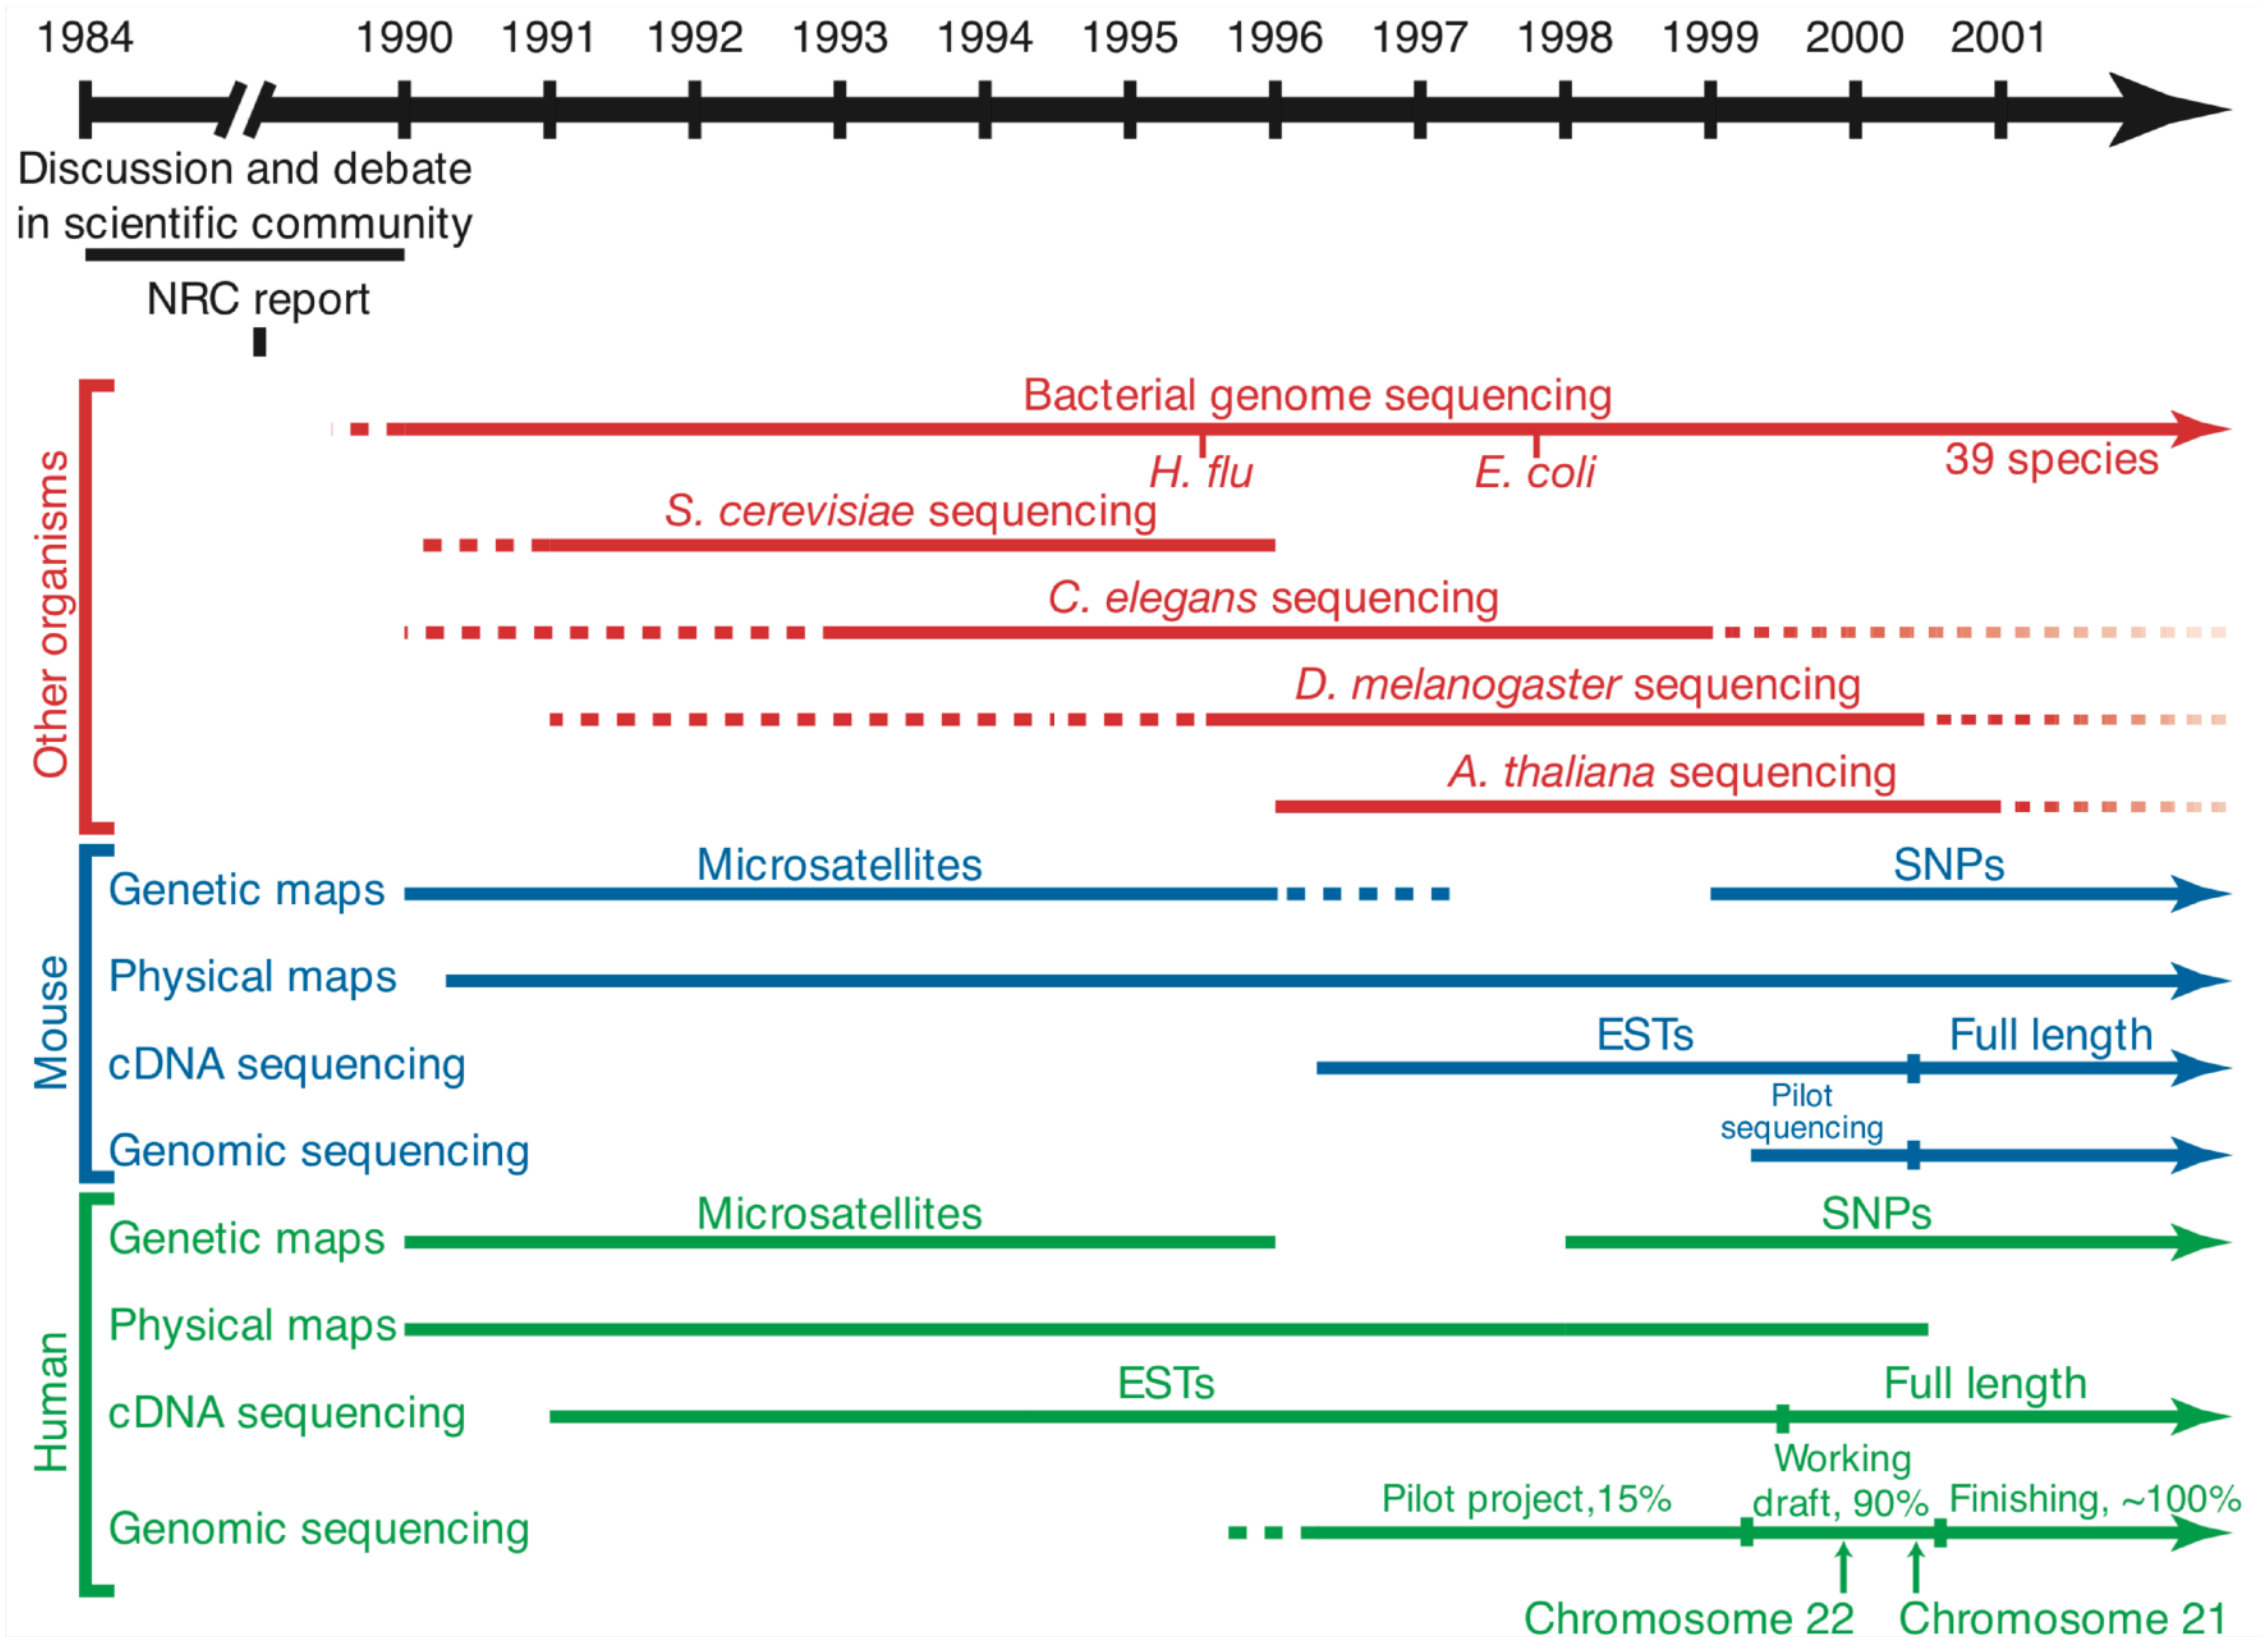 1984 1990 1991 1992 1993 1994 1995 1996 1997 1998 1999 2000 2001
Discussion and debate
in scientific community
NRC report
Other organisms
Bacterial genome sequencing
H. flu
E. coli
39 species
S. cerevisiae sequencing
C. elegans sequencing
D. melanogaster sequencing
A. thaliana sequencing
Mouse
Genetic maps
Microsatellites
SNPs
Physical maps
cDNA sequencing
ESTs
Full length
Genomic sequencing
Pilot
sequencing
Human
Genetic maps
Microsatellites
SNPs
Physical maps
cDNA sequencing
ESTs
Full length
Genomic sequencing
Pilot project,15%
Working
draft, 90%
Finishing, ~100%
Chromosome 22
Chromosome 21